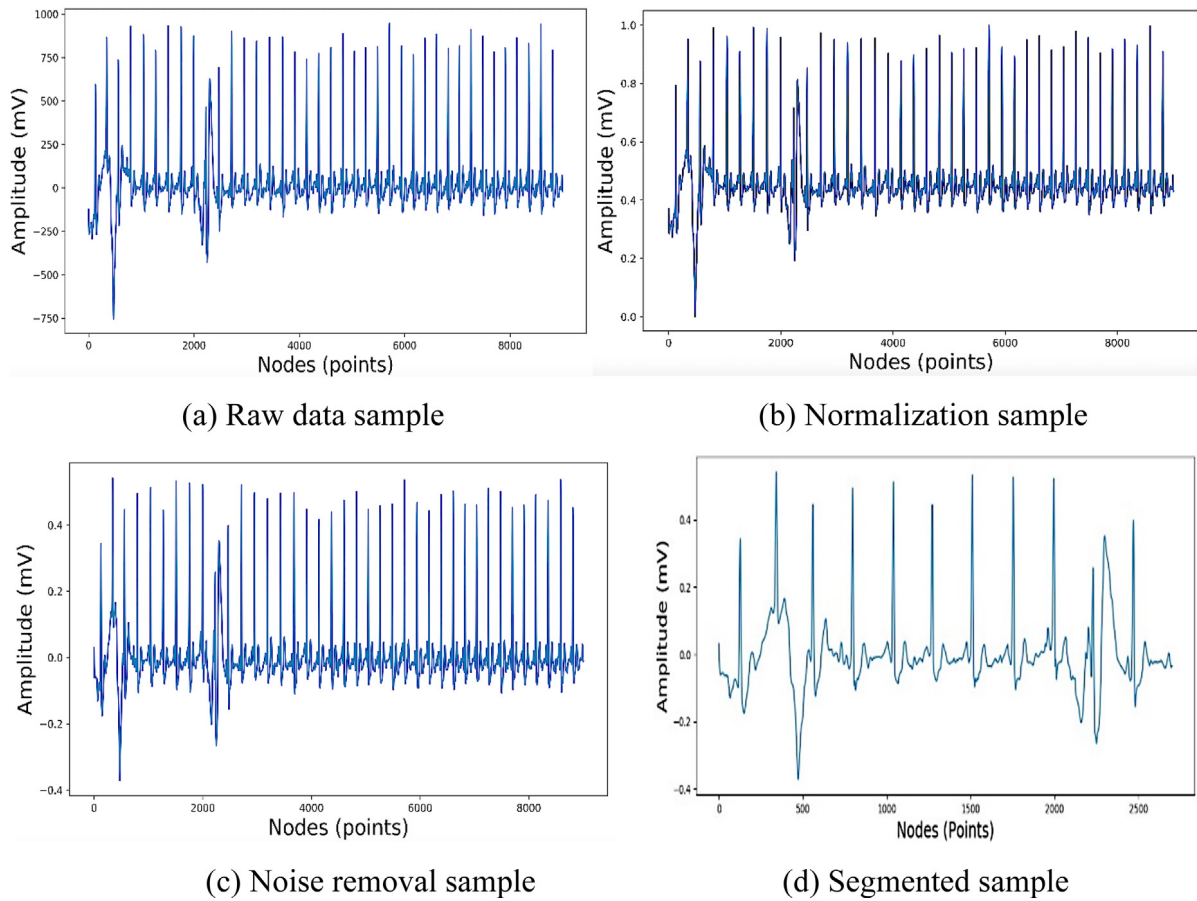 1000
750
500
250
0
−250
−500
−750
Amplitude (mV)
0 2000 4000 6000 8000
Nodes (points)
(a) Raw data sample
1.0
0.8
0.6
0.4
0.2
0.0
Amplitude (mV)
0 2000 4000 6000 8000
Nodes (points)
(b) Normalization sample
0.4
0.2
0.0
−0.2
−0.4
Amplitude (mV)
0 2000 4000 6000 8000
Nodes (points)
(c) Noise removal sample
0.4
0.2
0.0
−0.2
−0.4
Amplitude (mV)
0 500 1000 1500 2000 2500
Nodes (Points)
(d) Segmented sample